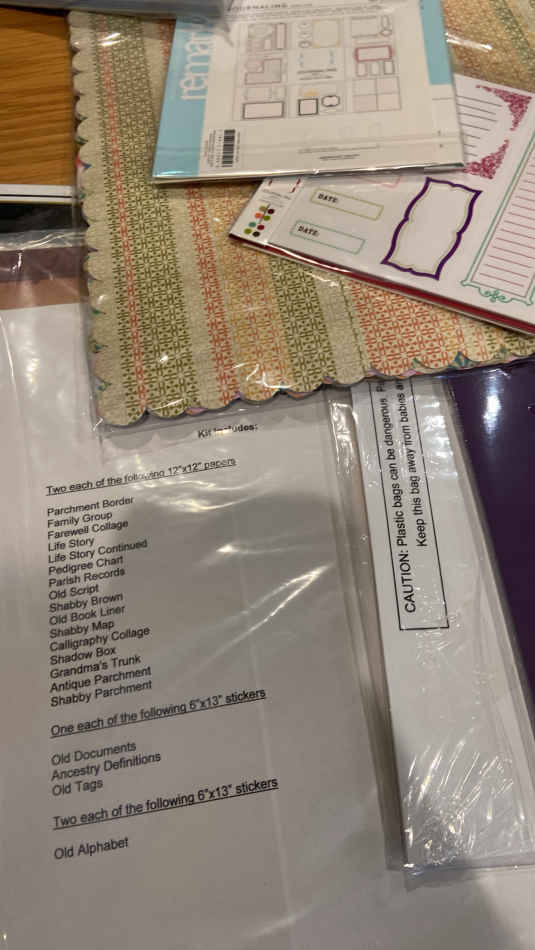 JOURNALING
remar
DATE:
DATE:
Kit Includes:
Two each of the following 12"x12" papers
Parchment Border
Family Group
Farewell Collage
Life Story
Life Story Continued
Pedigree Chart
Parish Records
Old Script
Shabby Brown
Old Book Liner
Shabby Map
Calligraphy Collage
Shadow Box
Grandma's Trunk
Antique Parchment
Shabby Parchment
One each of the following 6"x13" stickers
Old Documents
Ancestry Definitions
Old Tags
Two each of the following 6"x13" stickers
Old Alphabet
CAUTION: Plastic bags can be dangerous.
Keep this bag away from babies